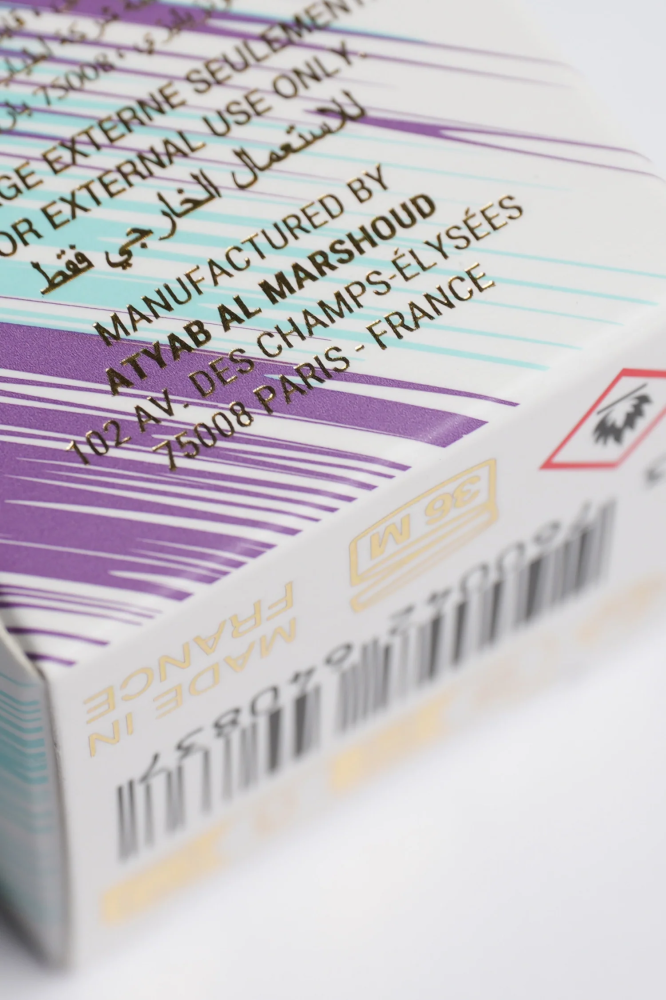 75008
GE EXTERNE SEULEMENT.
OR EXTERNAL USE ONLY.
للاستعمال الخارجي فقط
MANUFACTURED BY
ATYAB AL MARSHOUD
102 AV. DES CHAMPS-ÉLYSÉES
75008 PARIS - FRANCE
36 M
MADE IN
FRANCE